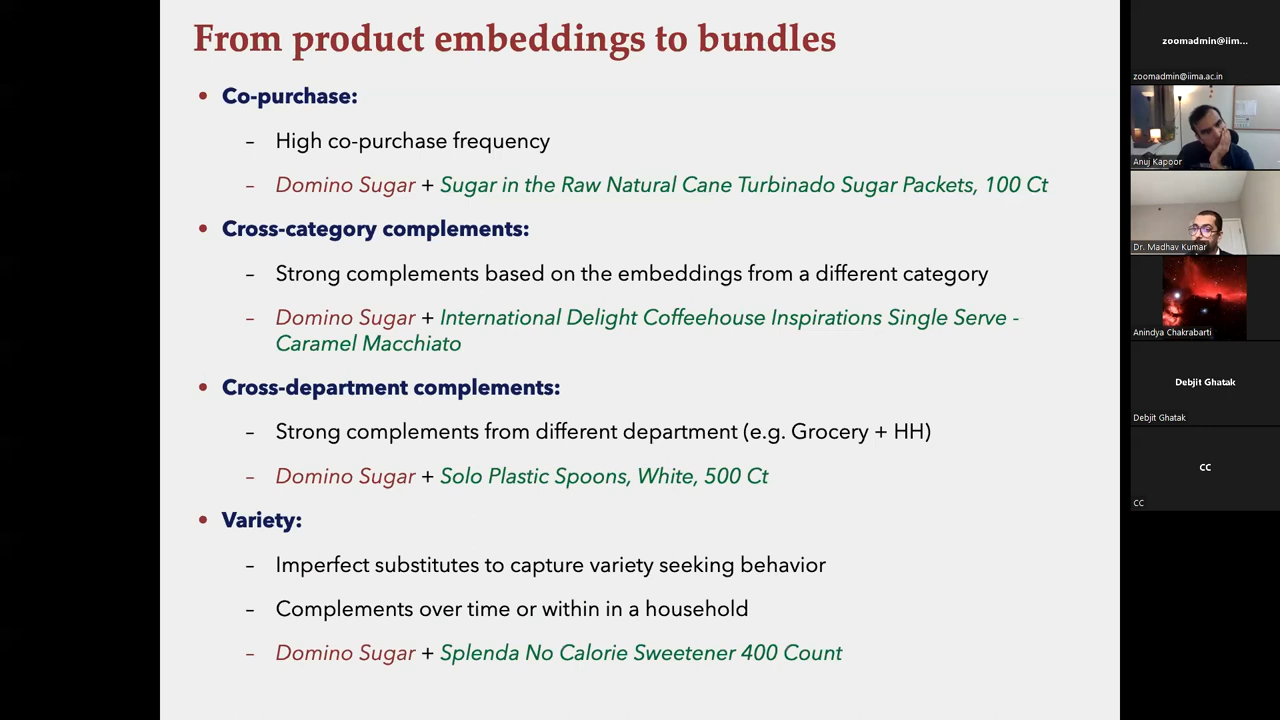 From product embeddings to bundles
• Co-purchase:
– High co-purchase frequency
– Domino Sugar + Sugar in the Raw Natural Cane Turbinado Sugar Packets, 100 Ct
• Cross-category complements:
– Strong complements based on the embeddings from a different category
– Domino Sugar + International Delight Coffeehouse Inspirations Single Serve -
Caramel Macchiato
• Cross-department complements:
– Strong complements from different department (e.g. Grocery + HH)
– Domino Sugar + Solo Plastic Spoons, White, 500 Ct
• Variety:
– Imperfect substitutes to capture variety seeking behavior
– Complements over time or within in a household
– Domino Sugar + Splenda No Calorie Sweetener 400 Count
zoomadmin@iim...
zoomadmin@iima.ac.in
Anuj Kapoor
Dr. Madhav Kumar
Anindya Chakrabarti
Debjit Ghatak
Debjit Ghatak
CC
CC